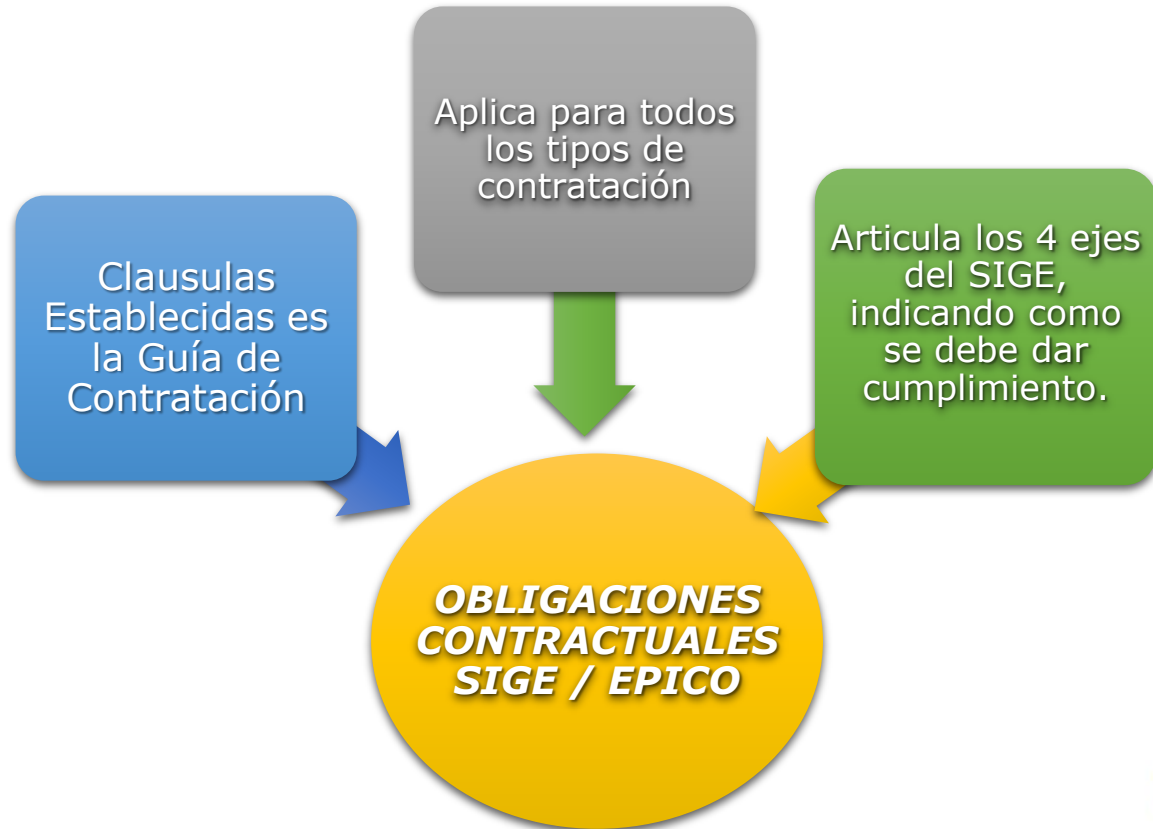 Aplica para todos
los tipos de
contratación
Clausulas
Establecidas es
la Guía de
Contratación
Articula los 4 ejes
del SIGE,
indicando como
se debe dar
cumplimiento.
OBLIGACIONES
CONTRACTUALES
SIGE / EPICO